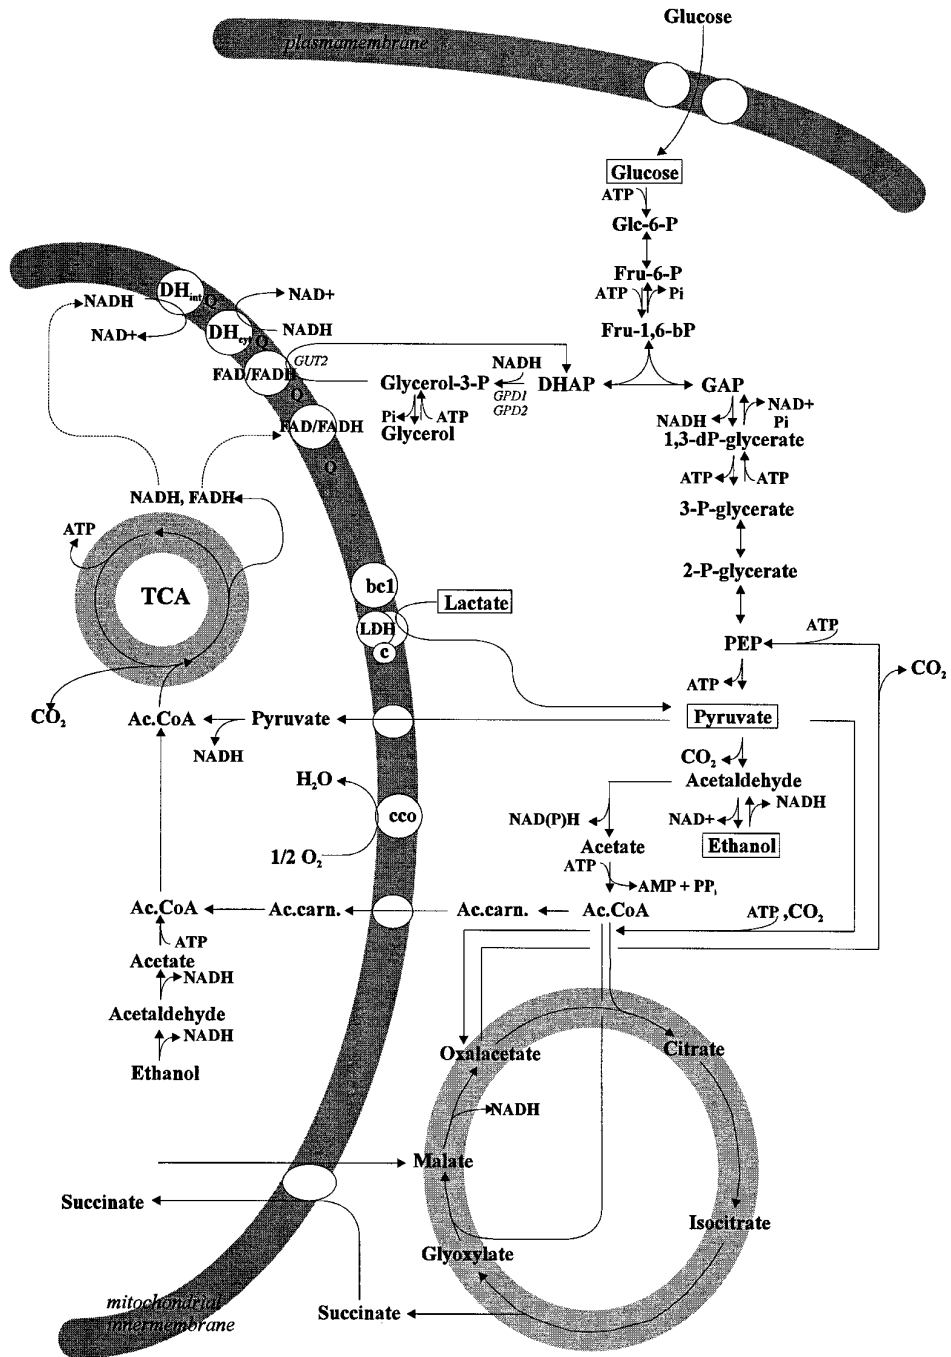 Glucose
plasmamembrane
Glucose
ATP
Glc-6-P
Fru-6-P
ATP Pi
Fru-1,6-bP
NADH DHint Q NAD+
NAD+ DHcyt Q NADH
FAD/FADH GUT2
Q
Glycerol-3-P NADH DHAP GAP
GPD1
GPD2
Pi ATP
Glycerol
NADH NAD+
Pi
1,3-dP-glycerate
FAD/FADH
Q
ATP ATP
NADH, FADH
3-P-glycerate
ATP
2-P-glycerate
TCA
bc1
Lactate
LDH
c
PEP ATP
CO2
ATP
CO2
Ac.CoA Pyruvate Pyruvate
NADH
CO2
H2O
Acetaldehyde
cco
NAD(P)H NAD+ NADH
1/2 O2
Acetate Ethanol
ATP
AMP + PPi
Ac.CoA Ac.carn. Ac.carn. Ac.CoA ATP ,CO2
ATP
Acetate
NADH
Acetaldehyde
NADH
Ethanol
Oxalacetate Citrate
NADH
Malate
Succinate
Isocitrate
Glyoxylate
Succinate
mitochondrial
innermembrane